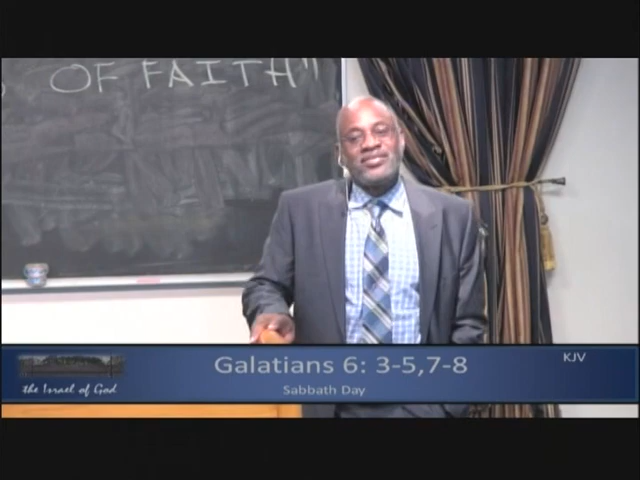 OF FAITH"
Galatians 6: 3-5,7-8
KJV
Sabbath Day
the Israel of God